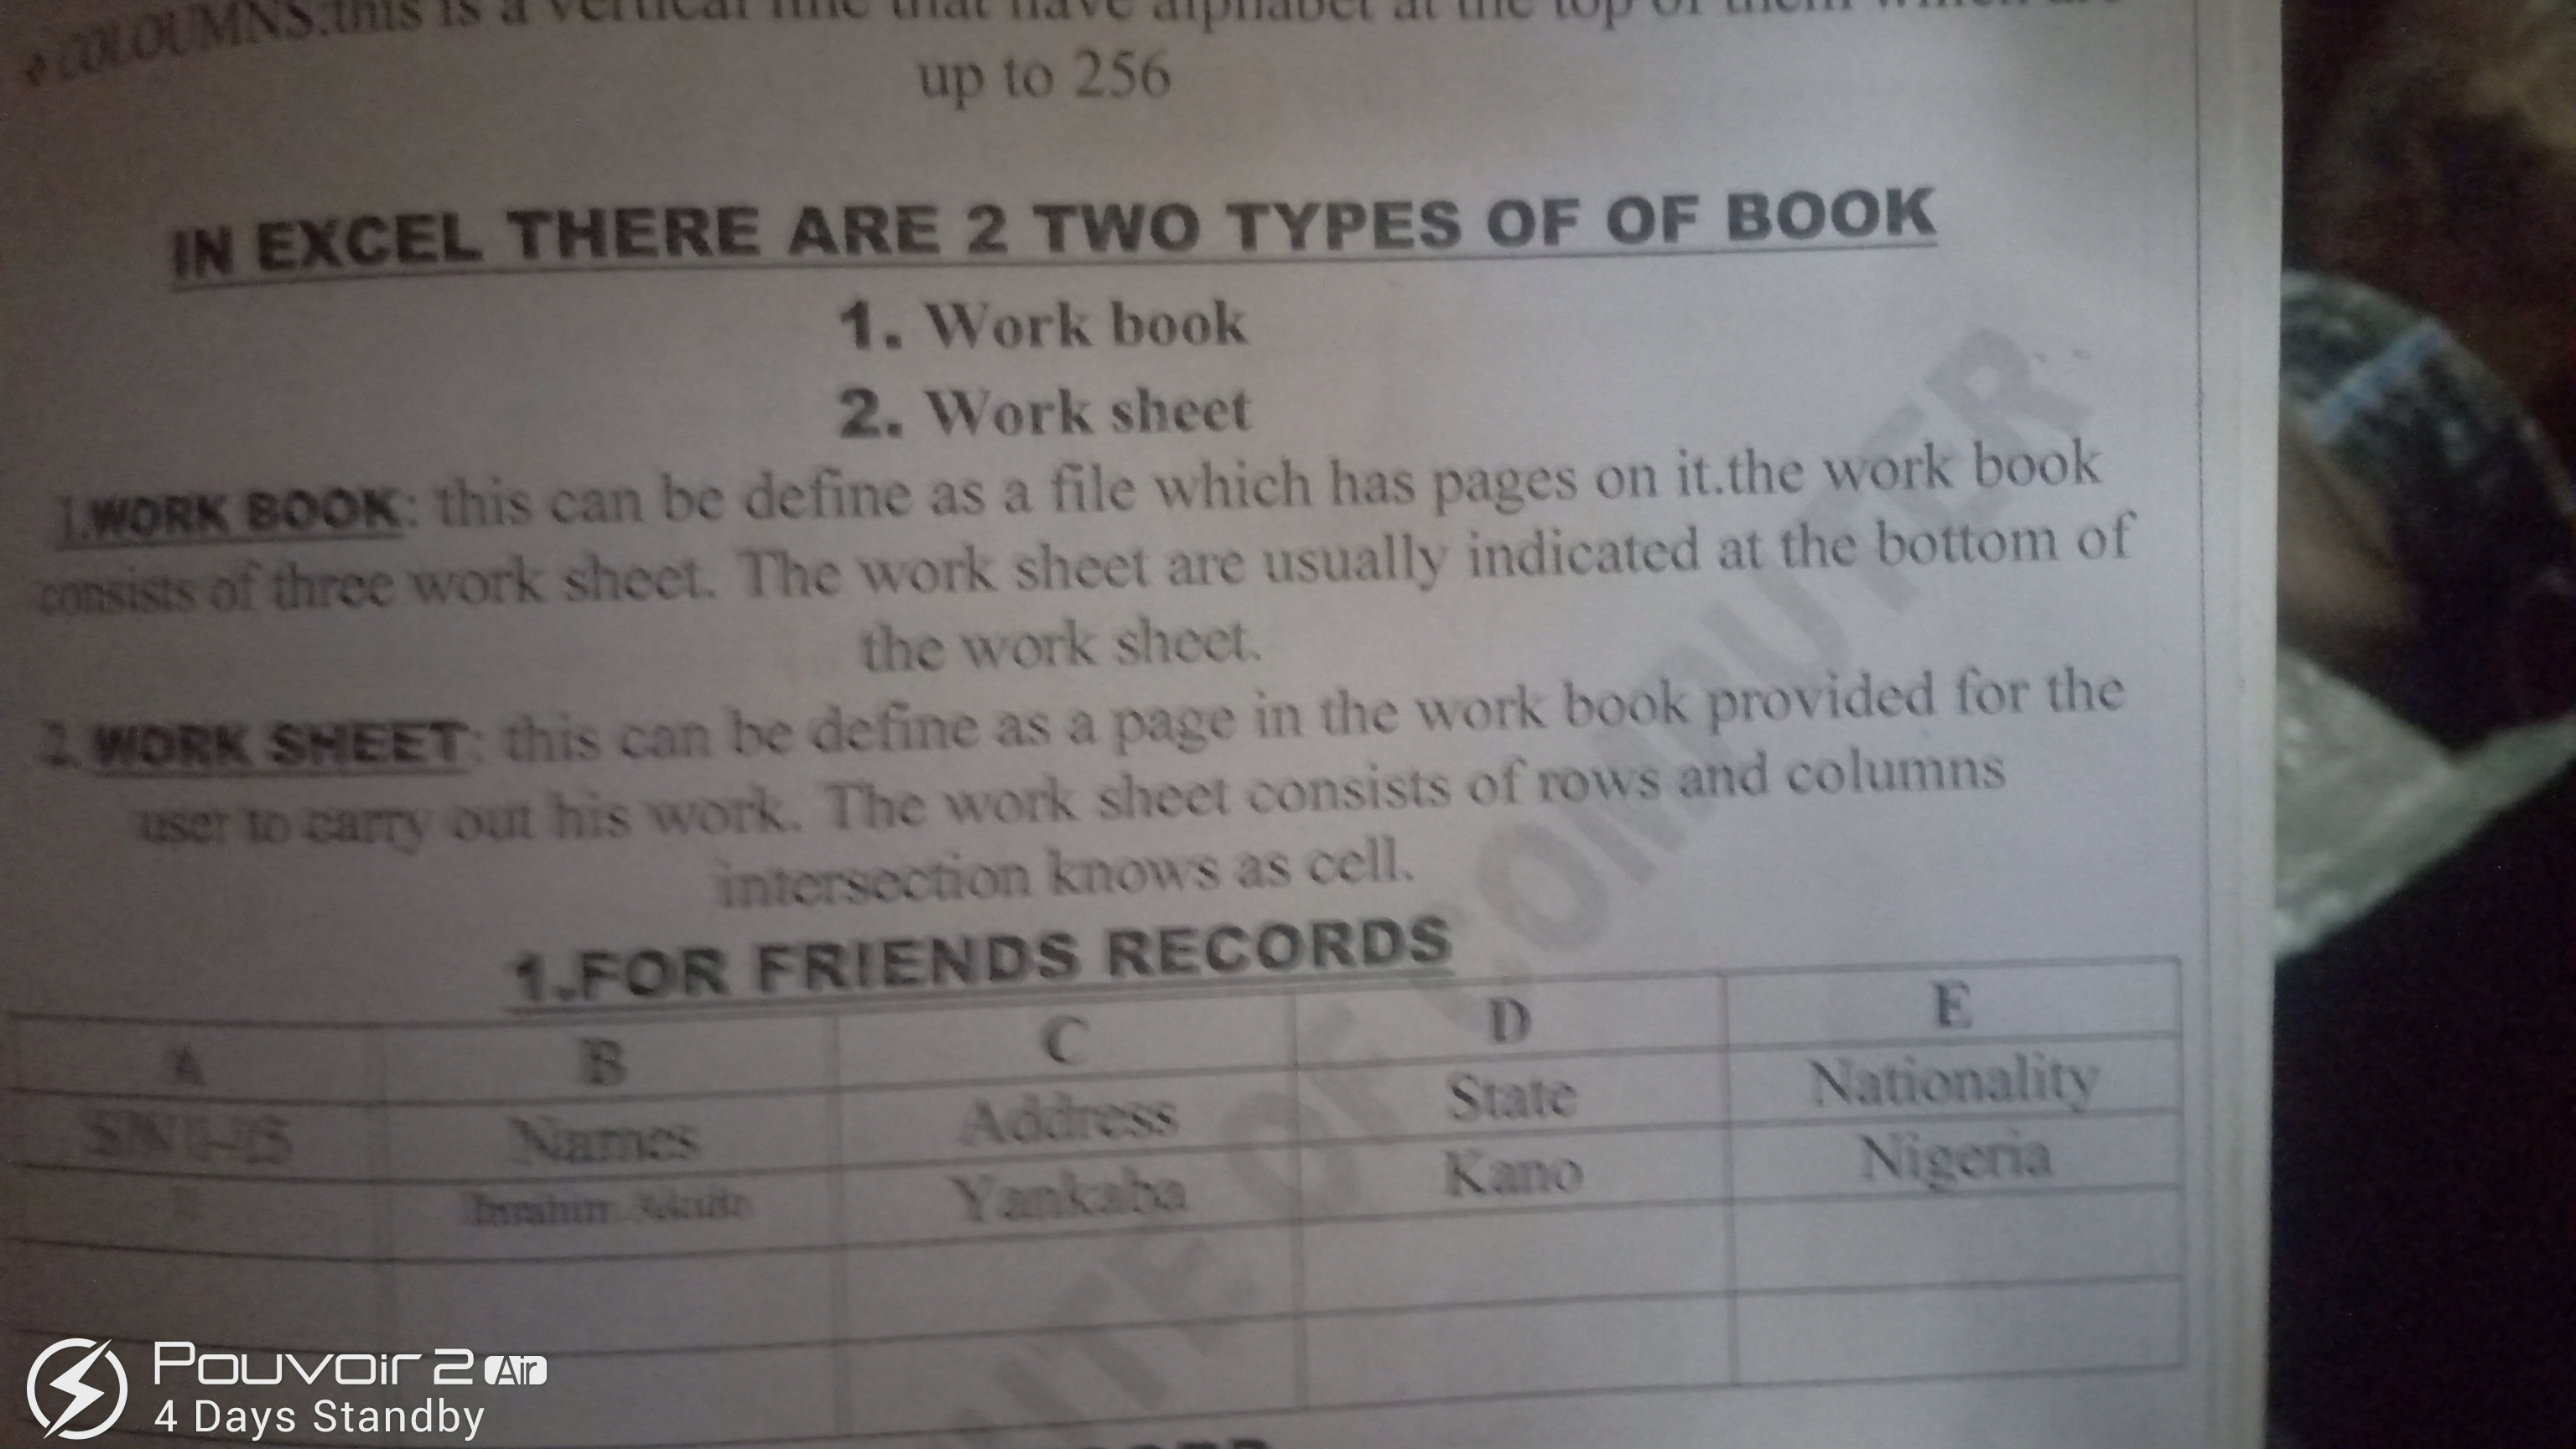 COLOUMNS:this is a vertical line that have alphabet at the top of them which are
up to 256
IN EXCEL THERE ARE 2 TWO TYPES OF OF BOOK
1. Work book
2. Work sheet
1.WORK BOOK: this can be define as a file which has pages on it.the work book
consists of three work sheet. The work sheet are usually indicated at the bottom of
the work sheet.
2. WORK SHEET: this can be define as a page in the work book provided for the
user to carry out his work. The work sheet consists of rows and columns
intersection knows as cell.
1.FOR FRIENDS RECORDS
A B C D E
Names Address State Nationality
Ibrahim Yankaba Kano Nigeria
OF COMPUTER
Pouvoir 2 Air
4 Days Standby